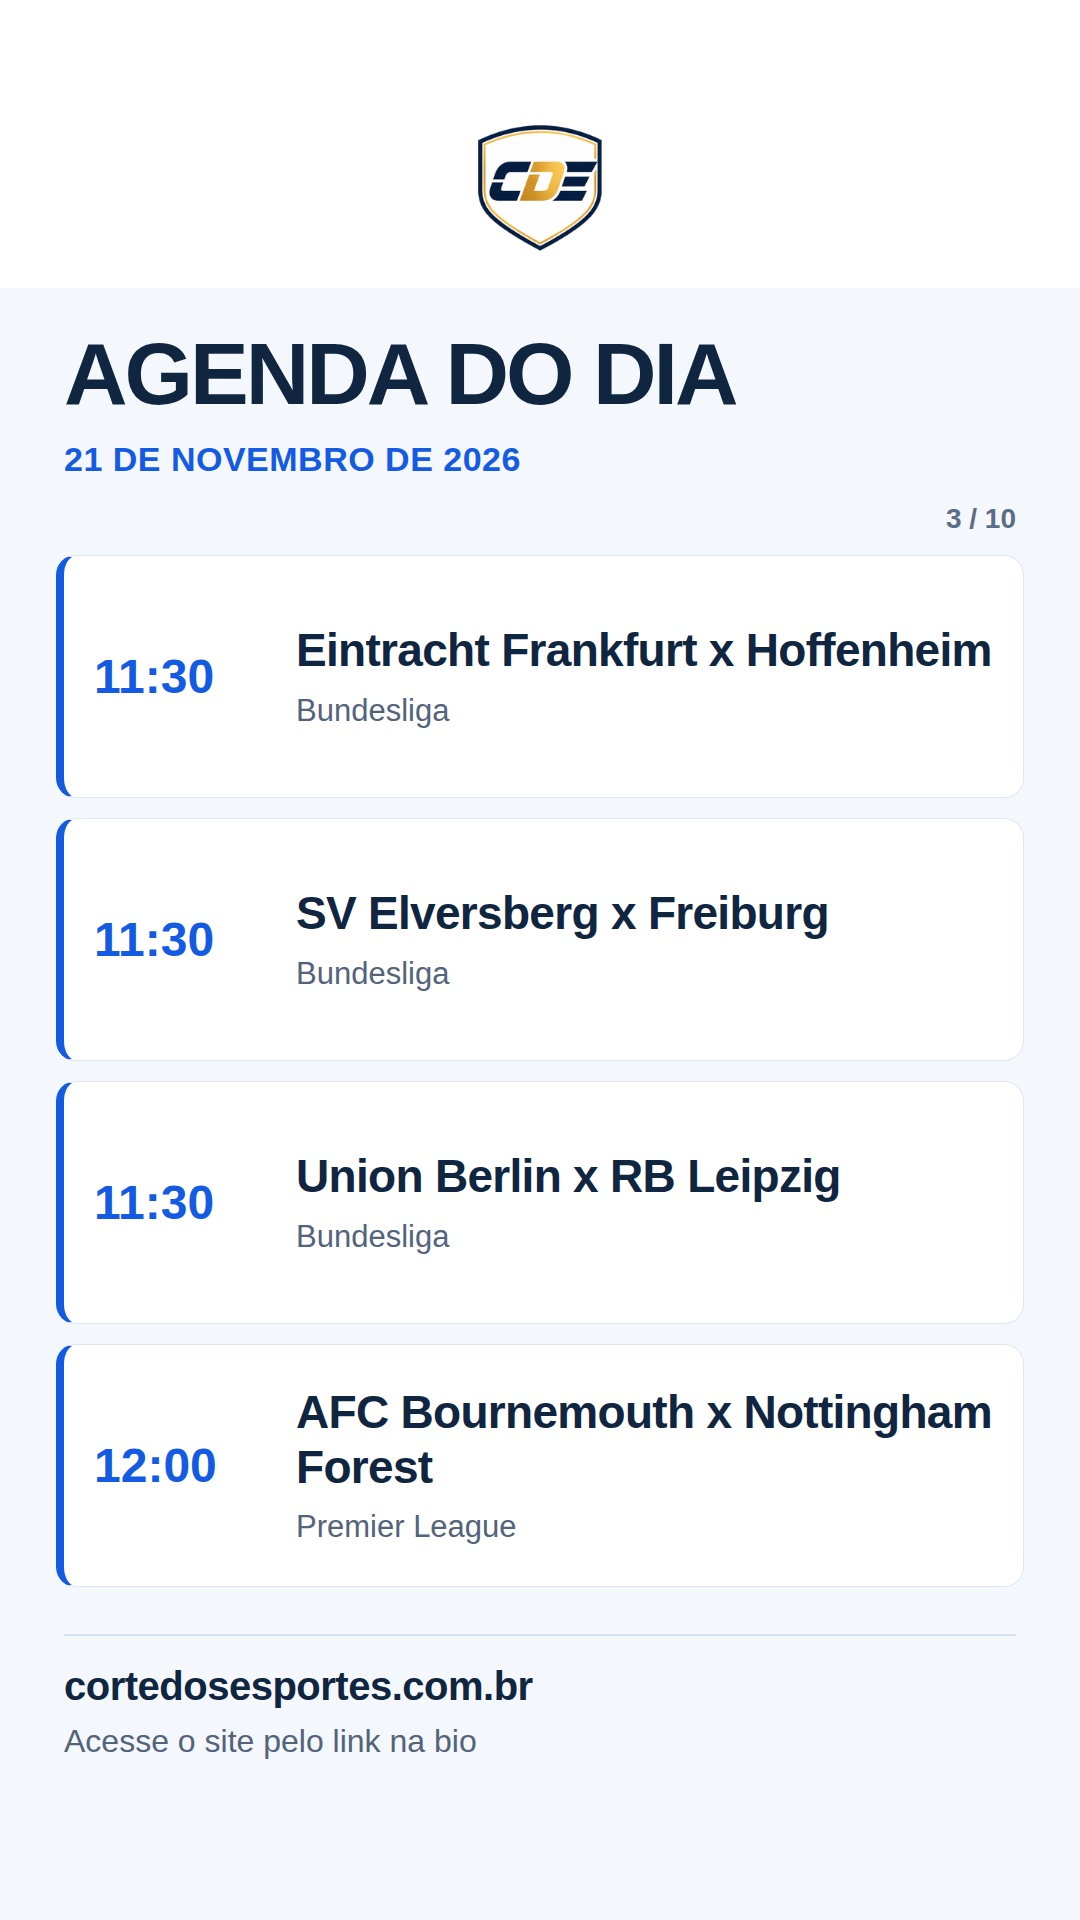 CDE
AGENDA DO DIA
21 DE NOVEMBRO DE 2026
3 / 10
11:30
Eintracht Frankfurt x Hoffenheim
Bundesliga
11:30
SV Elversberg x Freiburg
Bundesliga
11:30
Union Berlin x RB Leipzig
Bundesliga
12:00
AFC Bournemouth x Nottingham
Forest
Premier League
cortedosesportes.com.br
Acesse o site pelo link na bio